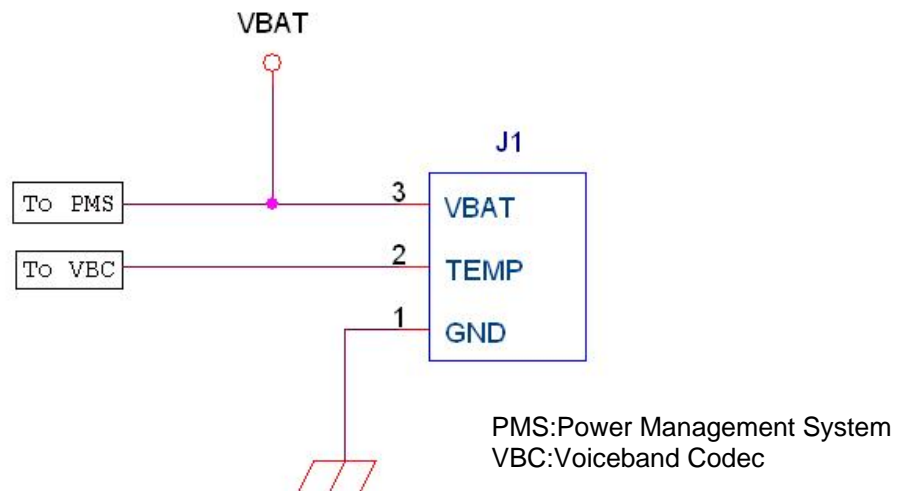 VBAT
J1
To PMS
3
VBAT
To VBC
2
TEMP
1
GND
PMS:Power Management System
VBC:Voiceband Codec